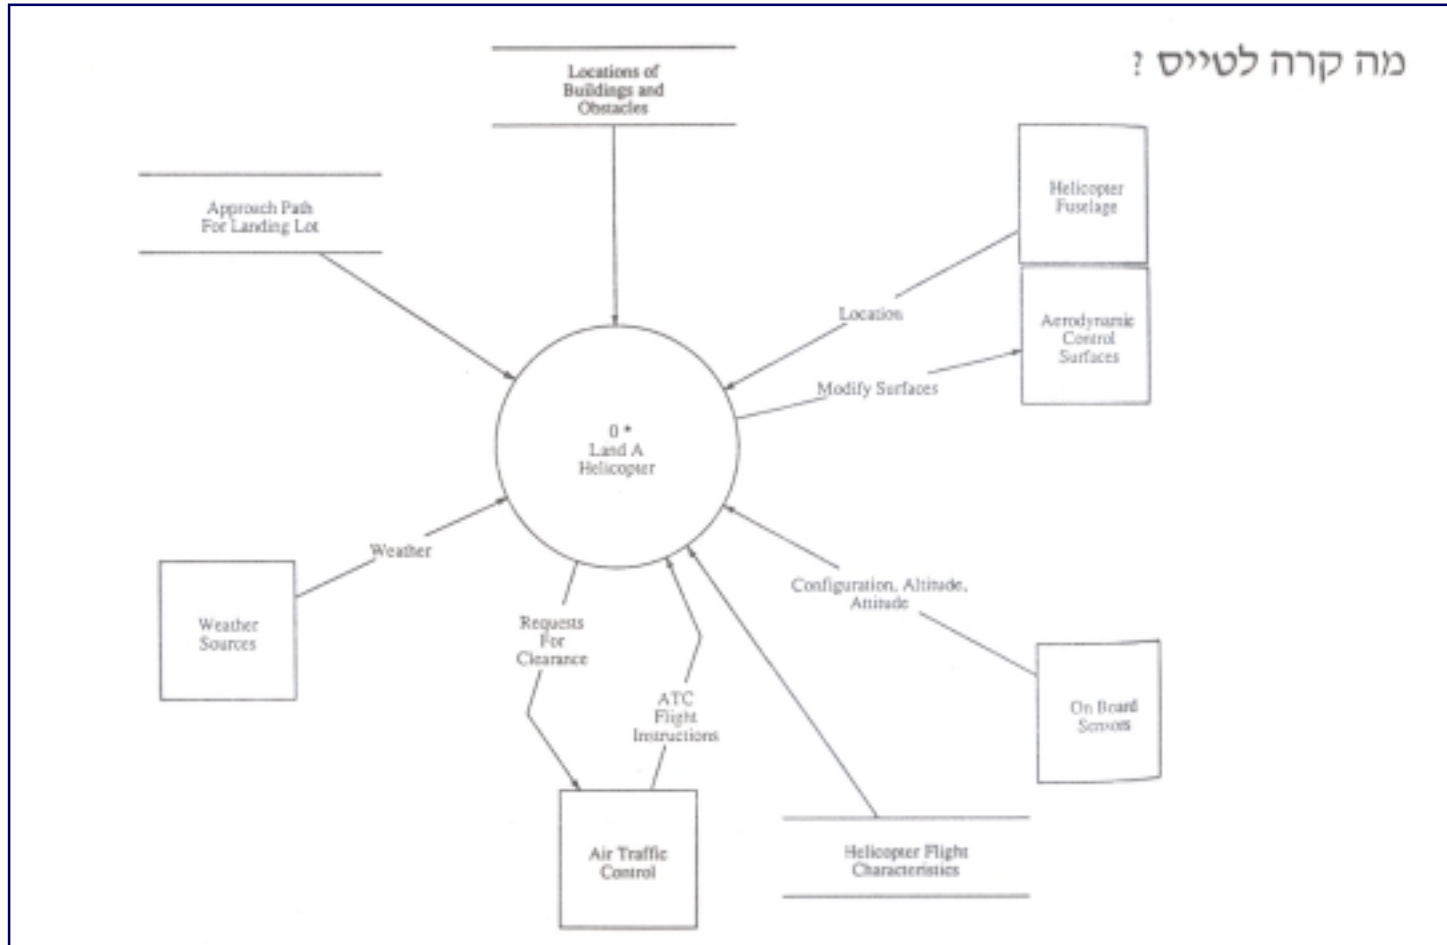 מה קרה לטייס ?
Locations of
Buildings and
Obstacles
Approach Path
For Landing Lot
Helicopter
Fuselage
Location
Aerodynamic
Control
Surfaces
Modify Surfaces
0 *
Land A
Helicopter
Weather
Configuration, Altitude,
Attitude
Weather
Sources
Requests
For
Clearance
ATC
Flight
Instructions
On Board
Sensors
Air Traffic
Control
Helicopter Flight
Characteristics